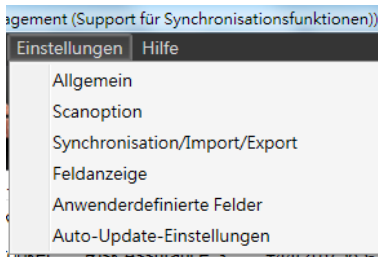 agement (Support für Synchronisationsfunktionen))
Einstellungen Hilfe
Allgemein
Scanoption
Synchronisation/Import/Export
Feldanzeige
Anwenderdefinierte Felder
Auto-Update-Einstellungen